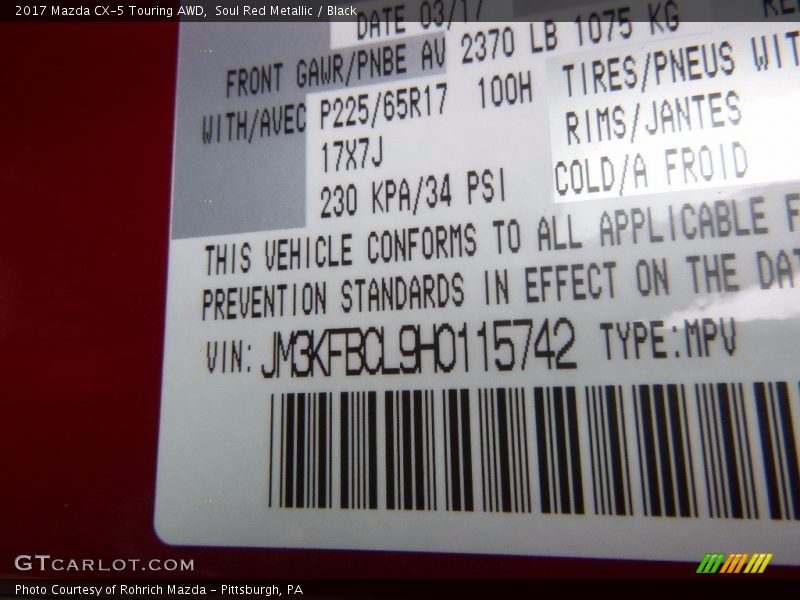 2017 Mazda CX-5 Touring AWD, Soul Red Metallic / Black
DATE 03/17
FRONT GAWR/PNBE AV 2370 LB 1075 KG
WITH/AVEC P225/65R17 100H TIRES/PNEUS WIT
17X7J RIMS/JANTES
230 KPA/34 PSI COLD/A FROID
THIS VEHICLE CONFORMS TO ALL APPLICABLE F
PREVENTION STANDARDS IN EFFECT ON THE DAT
VIN: JM3KFBCL9H0115742 TYPE:MPV
GTCARLOT.COM
Photo Courtesy of Rohrich Mazda - Pittsburgh, PA